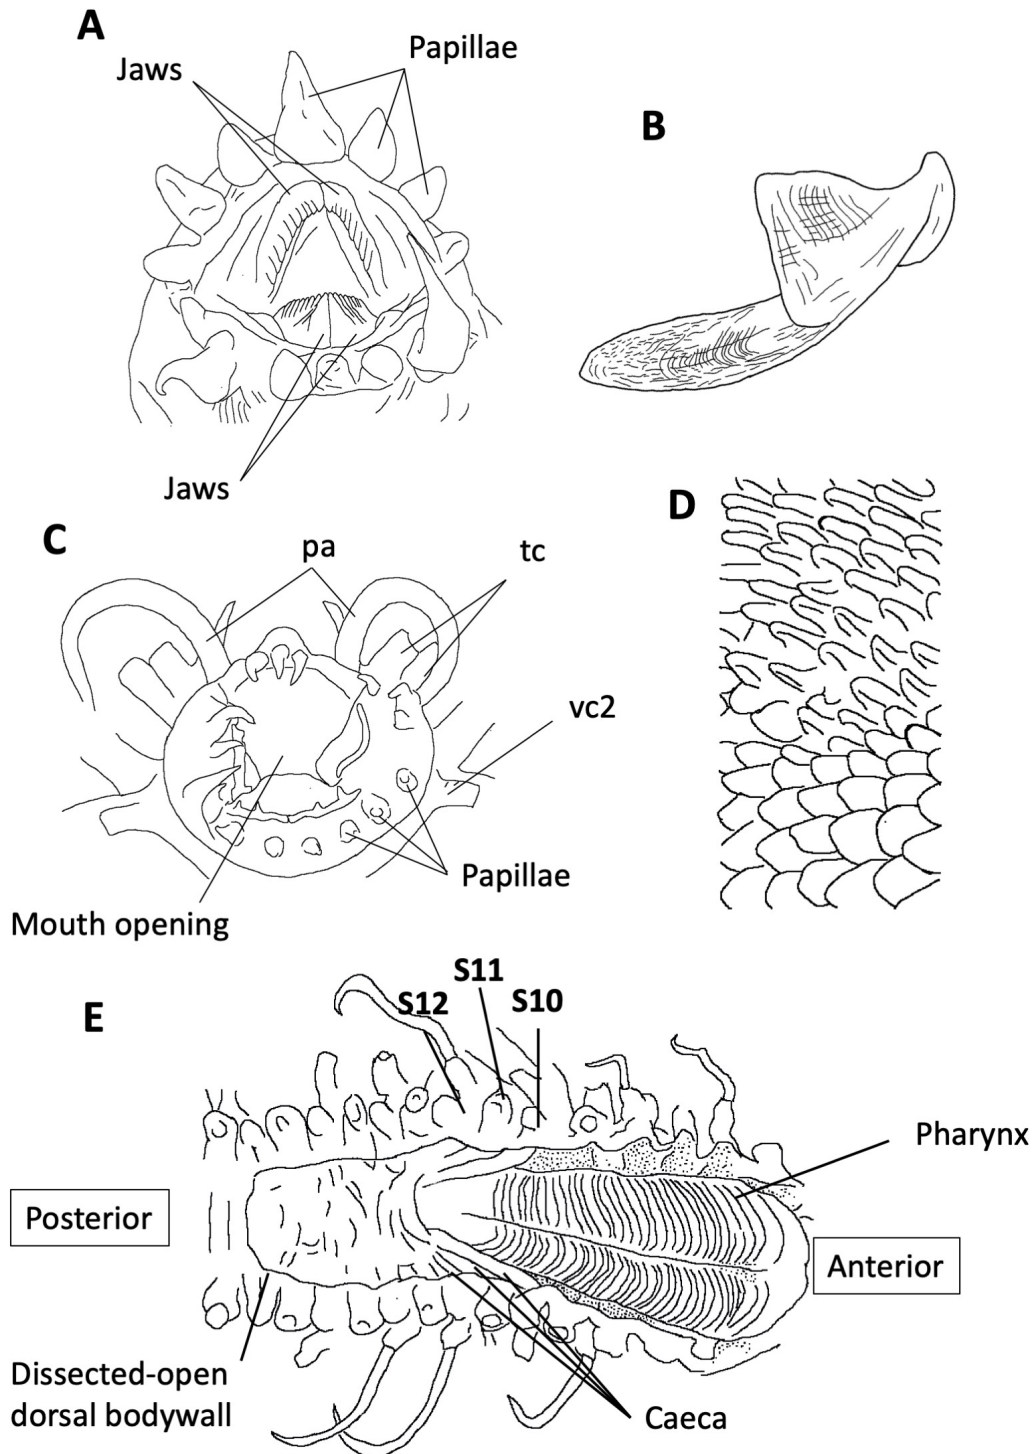 A
Jaws
Papillae
B
Jaws
C
pa
tc
vc2
Papillae
Mouth opening
D
E
S12
S11
S10
Pharynx
Posterior
Anterior
Dissected-open
dorsal bodywall
Caeca